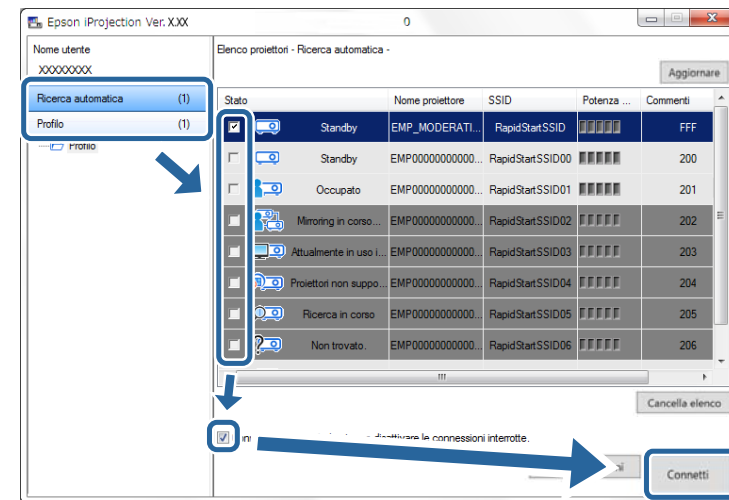 Epson iProjection Ver. X.XX 0
Nome utente
XXXXXXXX
Elenco proiettori - Ricerca automatica -
Aggiornare
Ricerca automatica (1)
Profilo (1)
Profilo
Stato Nome proiettore SSID Potenza ... Commenti
Standby EMP_MODERATI... RapidStartSSID FFF
Standby EMP00000000000... RapidStartSSID00 200
Occupato EMP00000000000... RapidStartSSID01 201
Mirroring in corso... EMP00000000000... RapidStartSSID02 202
Attualmente in uso i... EMP00000000000... RapidStartSSID03 203
Proiettori non suppo... EMP00000000000... RapidStartSSID04 204
Ricerca in corso EMP00000000000... RapidStartSSID05 205
Non trovato. EMP00000000000... RapidStartSSID06 206
Cancella elenco
le connessioni interrotte.
Connetti